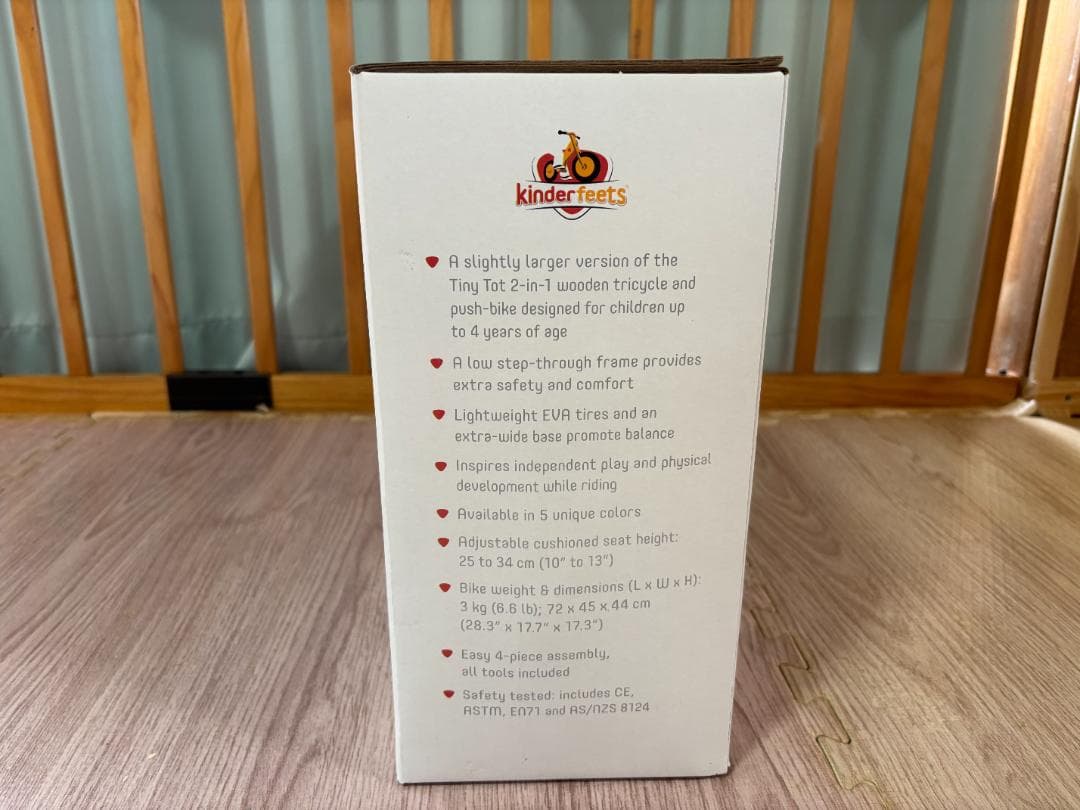 kinderfeets
A slightly larger version of the
Tiny Tot 2-in-1 wooden tricycle and
push-bike designed for children up
to 4 years of age
A low step-through frame provides
extra safety and comfort
Lightweight EVA tires and an
extra-wide base promote balance
Inspires independent play and physical
development while riding
Available in 5 unique colors
Adjustable cushioned seat height:
25 to 34 cm (10" to 13")
Bike weight & dimensions (L x W x H):
3 kg (6.6 lb); 72 x 45 x 44 cm
(28.3" x 17.7" x 17.3")
Easy 4-piece assembly,
all tools included
Safety tested: includes CE,
ASTM, EN71 and AS/NZS 8124